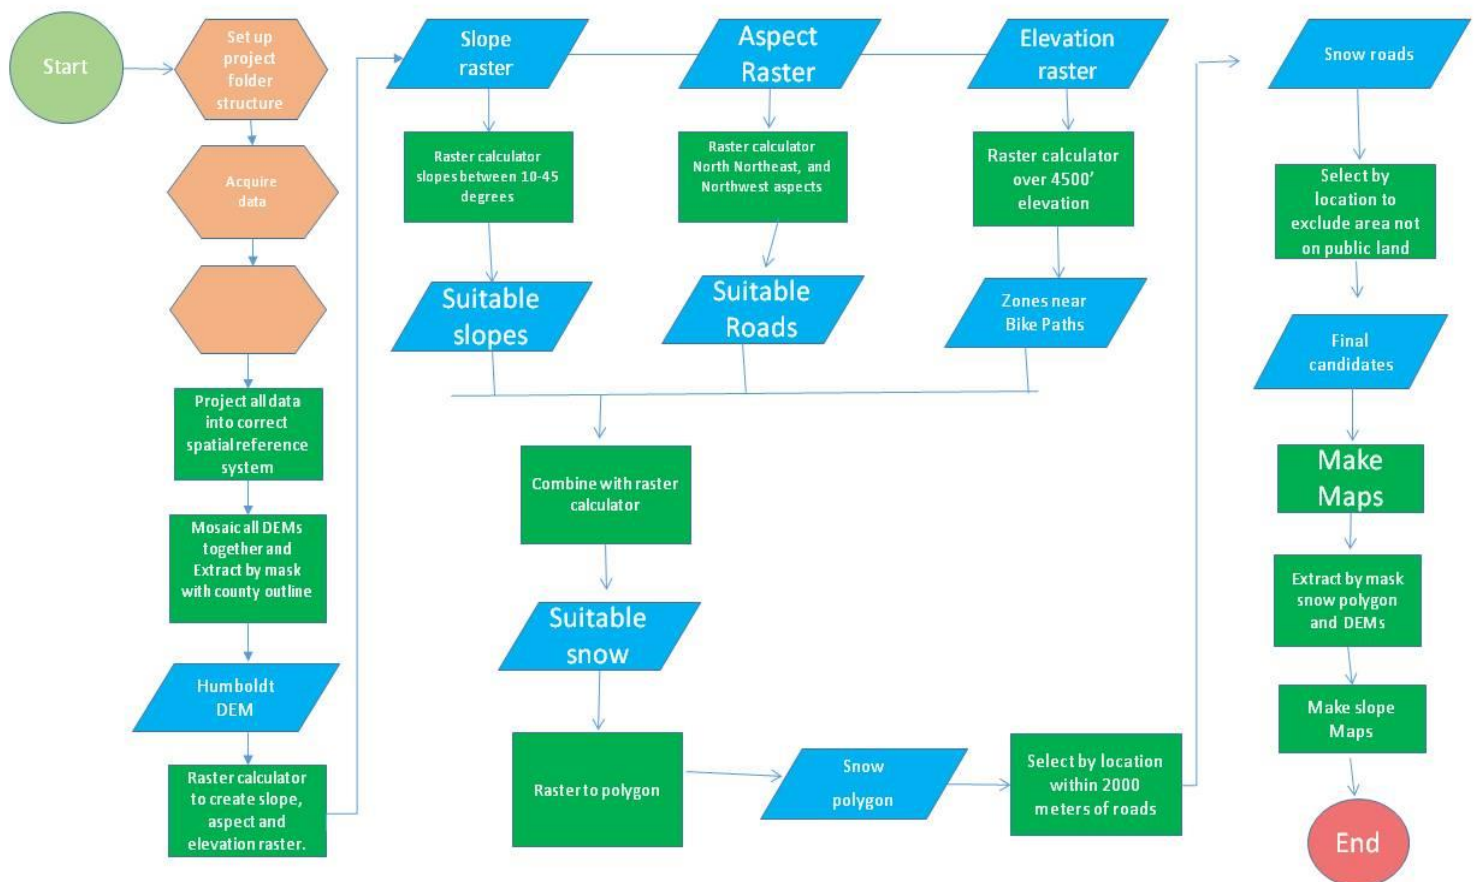 Start
Set up
project
folder
structure
Acquire
data
Project all data
into correct
spatial reference
system
Mosaic all DEMs
together and
Extract by mask
with county outline
Humboldt
DEM
Raster calculator
to create slope,
aspect and
elevation raster.
Slope
raster
Raster calculator
slopes between 10-45
degrees
Suitable
slopes
Aspect
Raster
Raster calculator
North Northeast, and
Northwest aspects
Suitable
Roads
Elevation
raster
Raster calculator
over 4500’
elevation
Zones near
Bike Paths
Combine with raster
calculator
Suitable
snow
Raster to polygon
Snow
polygon
Select by location
within 2000
meters of roads
Snow roads
Select by
location to
exclude area not
on public land
Final
candidates
Make
Maps
Extract by mask
snow polygon
and DEMs
Make slope
Maps
End